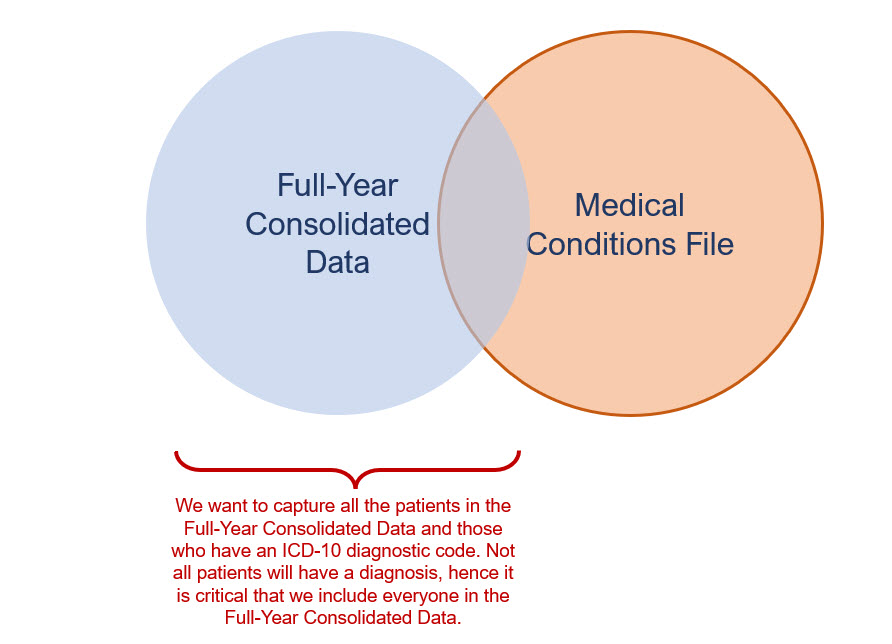 Full-Year
Consolidated
Data
Medical
Conditions File
We want to capture all the patients in the
Full-Year Consolidated Data and those
who have an ICD-10 diagnostic code. Not
all patients will have a diagnosis, hence it
is critical that we include everyone in the
Full-Year Consolidated Data.